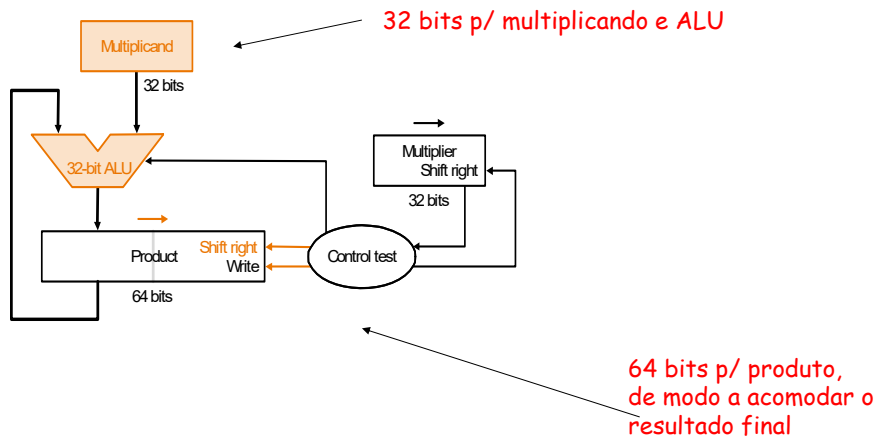 32 bits p/ multiplicando e ALU
Multiplicand
32 bits
32-bit ALU
Multiplier
Shift right
32 bits
Product
Shift right
Write
Control test
64 bits
64 bits p/ produto,
de modo a acomodar o
resultado final